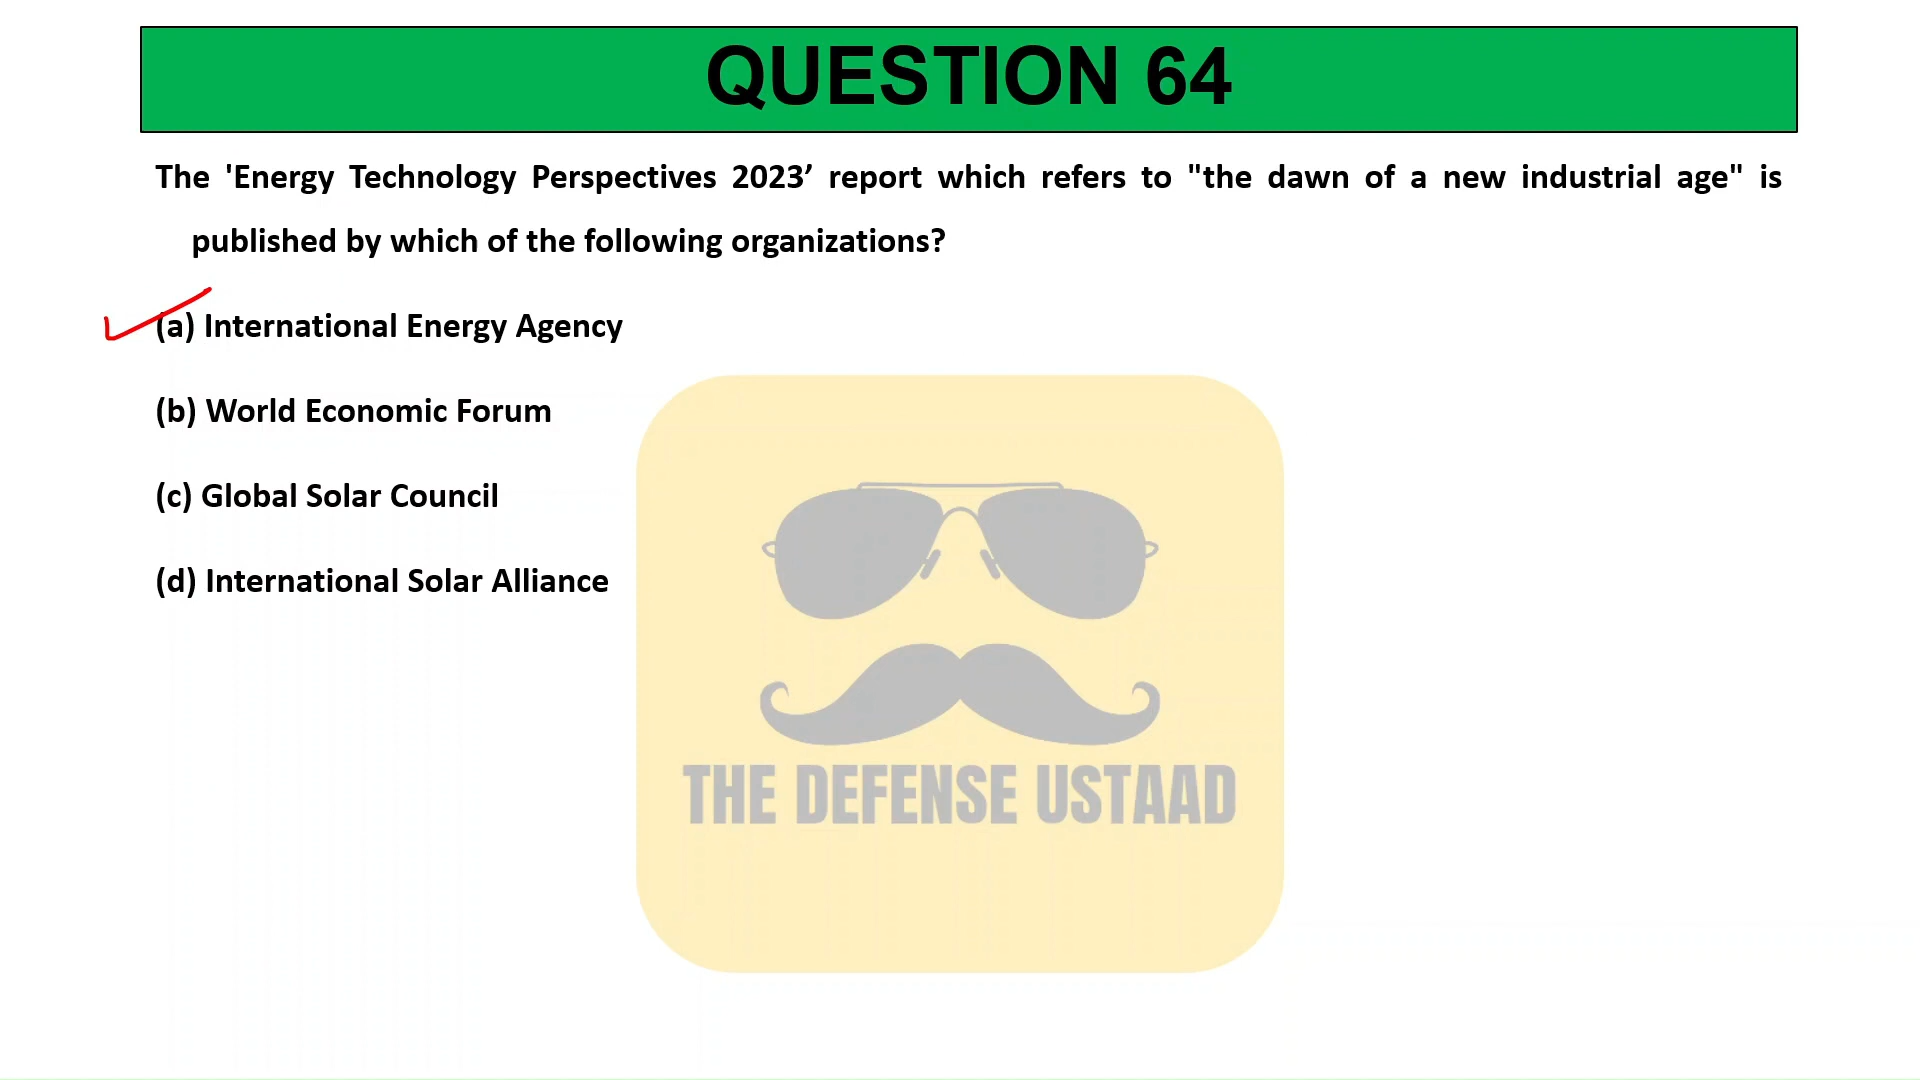 QUESTION 64
The 'Energy Technology Perspectives 2023’ report which refers to "the dawn of a new industrial age" is
published by which of the following organizations?
(a) International Energy Agency
(b) World Economic Forum
(c) Global Solar Council
(d) International Solar Alliance
THE DEFENSE USTAAD